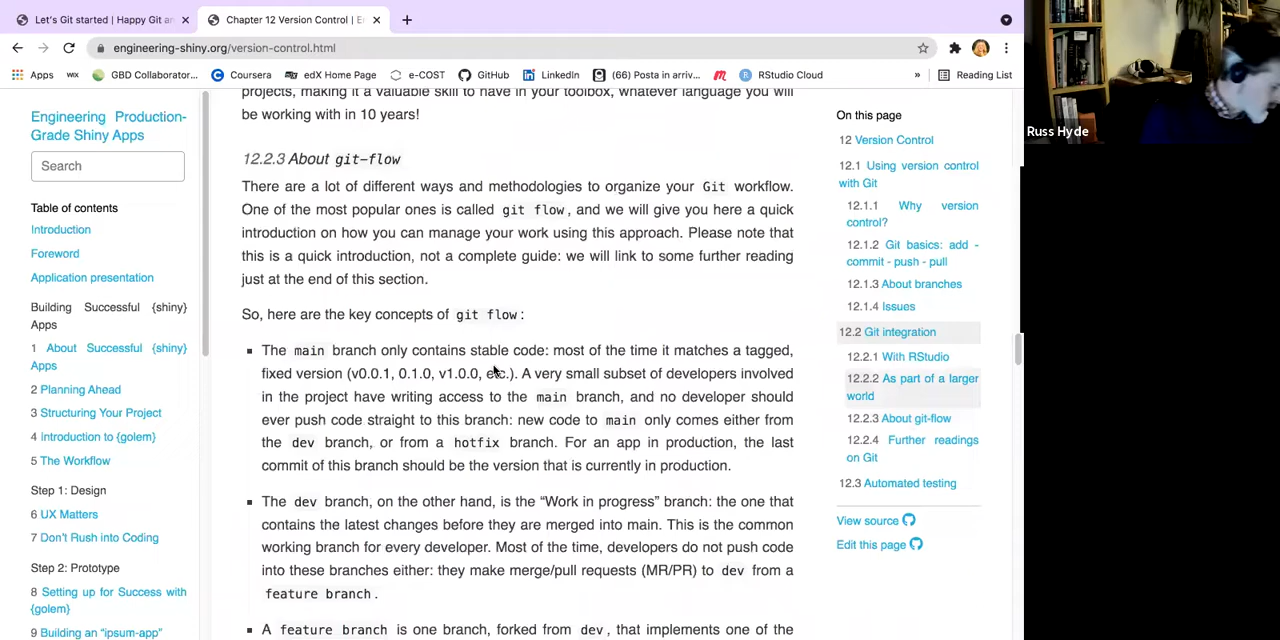 Let's Git started | Happy Git an
Chapter 12 Version Control | E
engineering-shiny.org/version-control.html
Apps
WIX
GBD Collaborator...
Coursera
edX Home Page
e-COST
GitHub
LinkedIn
(66) Posta in arriv...
RStudio Cloud
»
Reading List
Russ Hyde
Engineering Production-
Grade Shiny Apps
Search
Table of contents
Introduction
Foreword
Application presentation
Building Successful {shiny}
Apps
1 About Successful {shiny}
Apps
2 Planning Ahead
3 Structuring Your Project
4 Introduction to {golem}
5 The Workflow
Step 1: Design
6 UX Matters
7 Don't Rush into Coding
Step 2: Prototype
8 Setting up for Success with
{golem}
9 Building an "ipsum-app"
projects, making it a valuable skill to have in your toolbox, whatever language you will
be working with in 10 years!
12.2.3 About git-flow
There are a lot of different ways and methodologies to organize your Git workflow.
One of the most popular ones is called git flow, and we will give you here a quick
introduction on how you can manage your work using this approach. Please note that
this is a quick introduction, not a complete guide: we will link to some further reading
just at the end of this section.
So, here are the key concepts of git flow:
The main branch only contains stable code: most of the time it matches a tagged,
fixed version (v0.0.1, 0.1.0, v1.0.0, etc.). A very small subset of developers involved
in the project have writing access to the main branch, and no developer should
ever push code straight to this branch: new code to main only comes either from
the dev branch, or from a hotfix branch. For an app in production, the last
commit of this branch should be the version that is currently in production.
The dev branch, on the other hand, is the “Work in progress” branch: the one that
contains the latest changes before they are merged into main. This is the common
working branch for every developer. Most of the time, developers do not push code
into these branches either: they make merge/pull requests (MR/PR) to dev from a
feature branch.
A feature branch is one branch, forked from dev, that implements one of the
On this page
12 Version Control
12.1 Using version control
with Git
12.1.1 Why version
control?
12.1.2 Git basics: add -
commit - push - pull
12.1.3 About branches
12.1.4 Issues
12.2 Git integration
12.2.1 With RStudio
12.2.2 As part of a larger
world
12.2.3 About git-flow
12.2.4 Further readings
on Git
12.3 Automated testing
View source
Edit this page